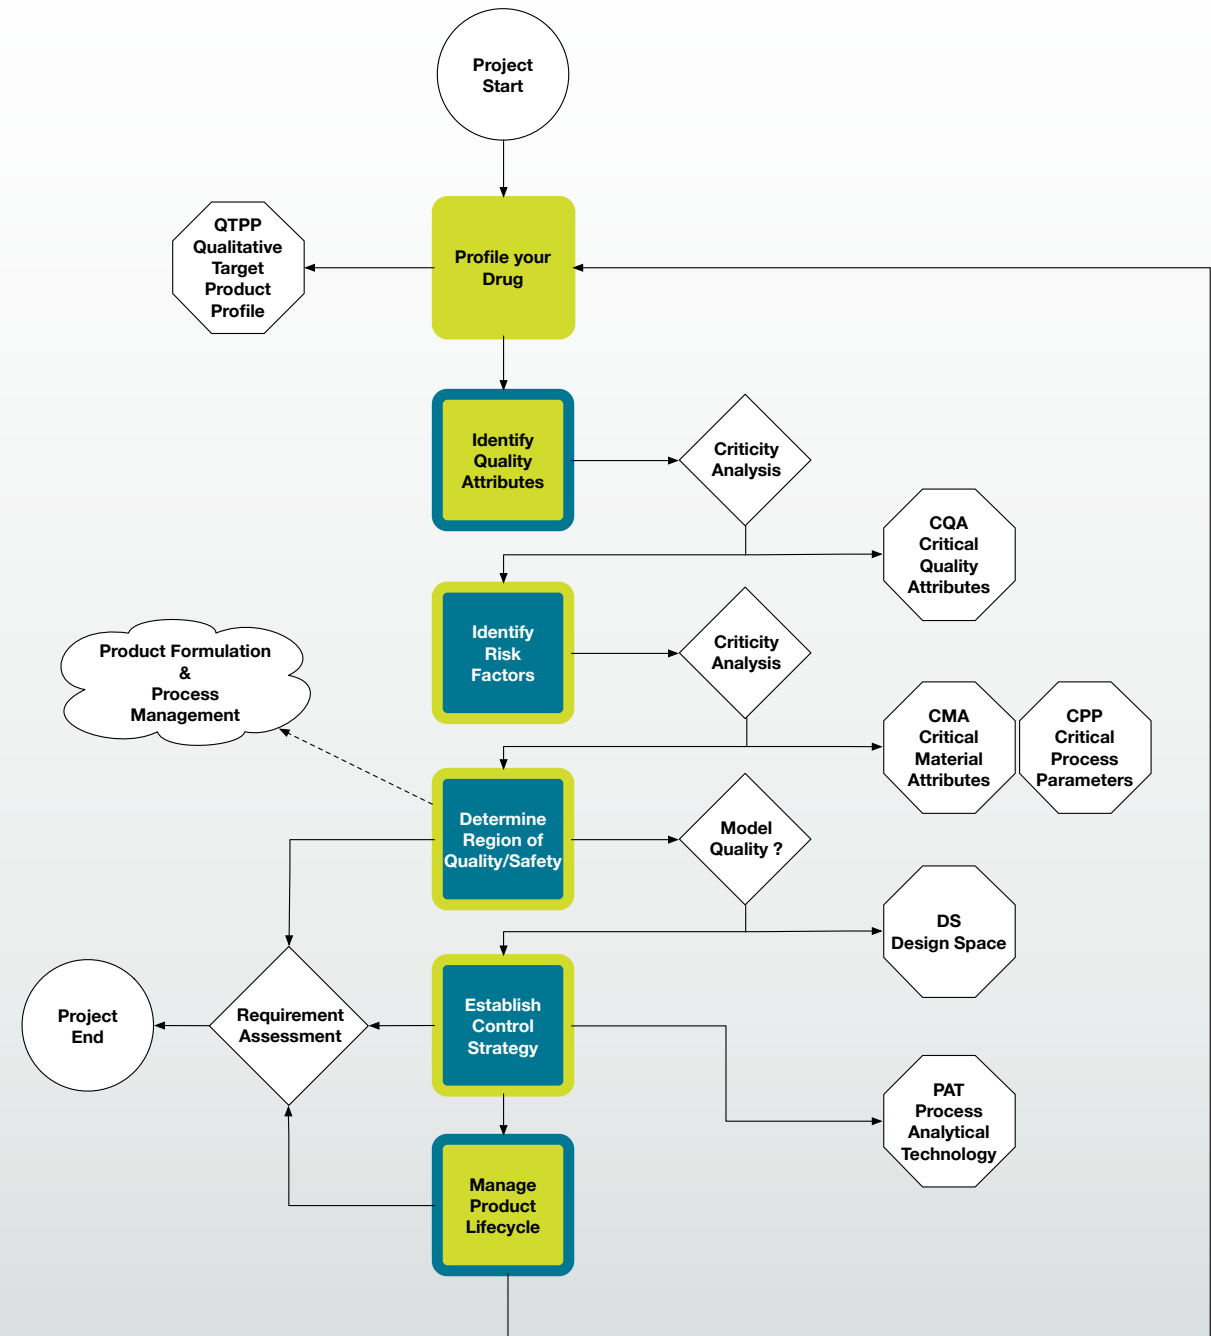 Project
Start
QTPP
Qualitative
Target
Product
Profile
Profile your
Drug
Identify
Quality
Attributes
Criticity
Analysis
CQA
Critical
Quality
Attributes
Identify
Risk
Factors
Criticity
Analysis
Product Formulation
&
Process
Management
CMA
Critical
Material
Attributes
CPP
Critical
Process
Parameters
Determine
Region of
Quality/Safety
Model
Quality ?
DS
Design Space
Project
End
Requirement
Assessment
Establish
Control
Strategy
PAT
Process
Analytical
Technology
Manage
Product
Lifecycle